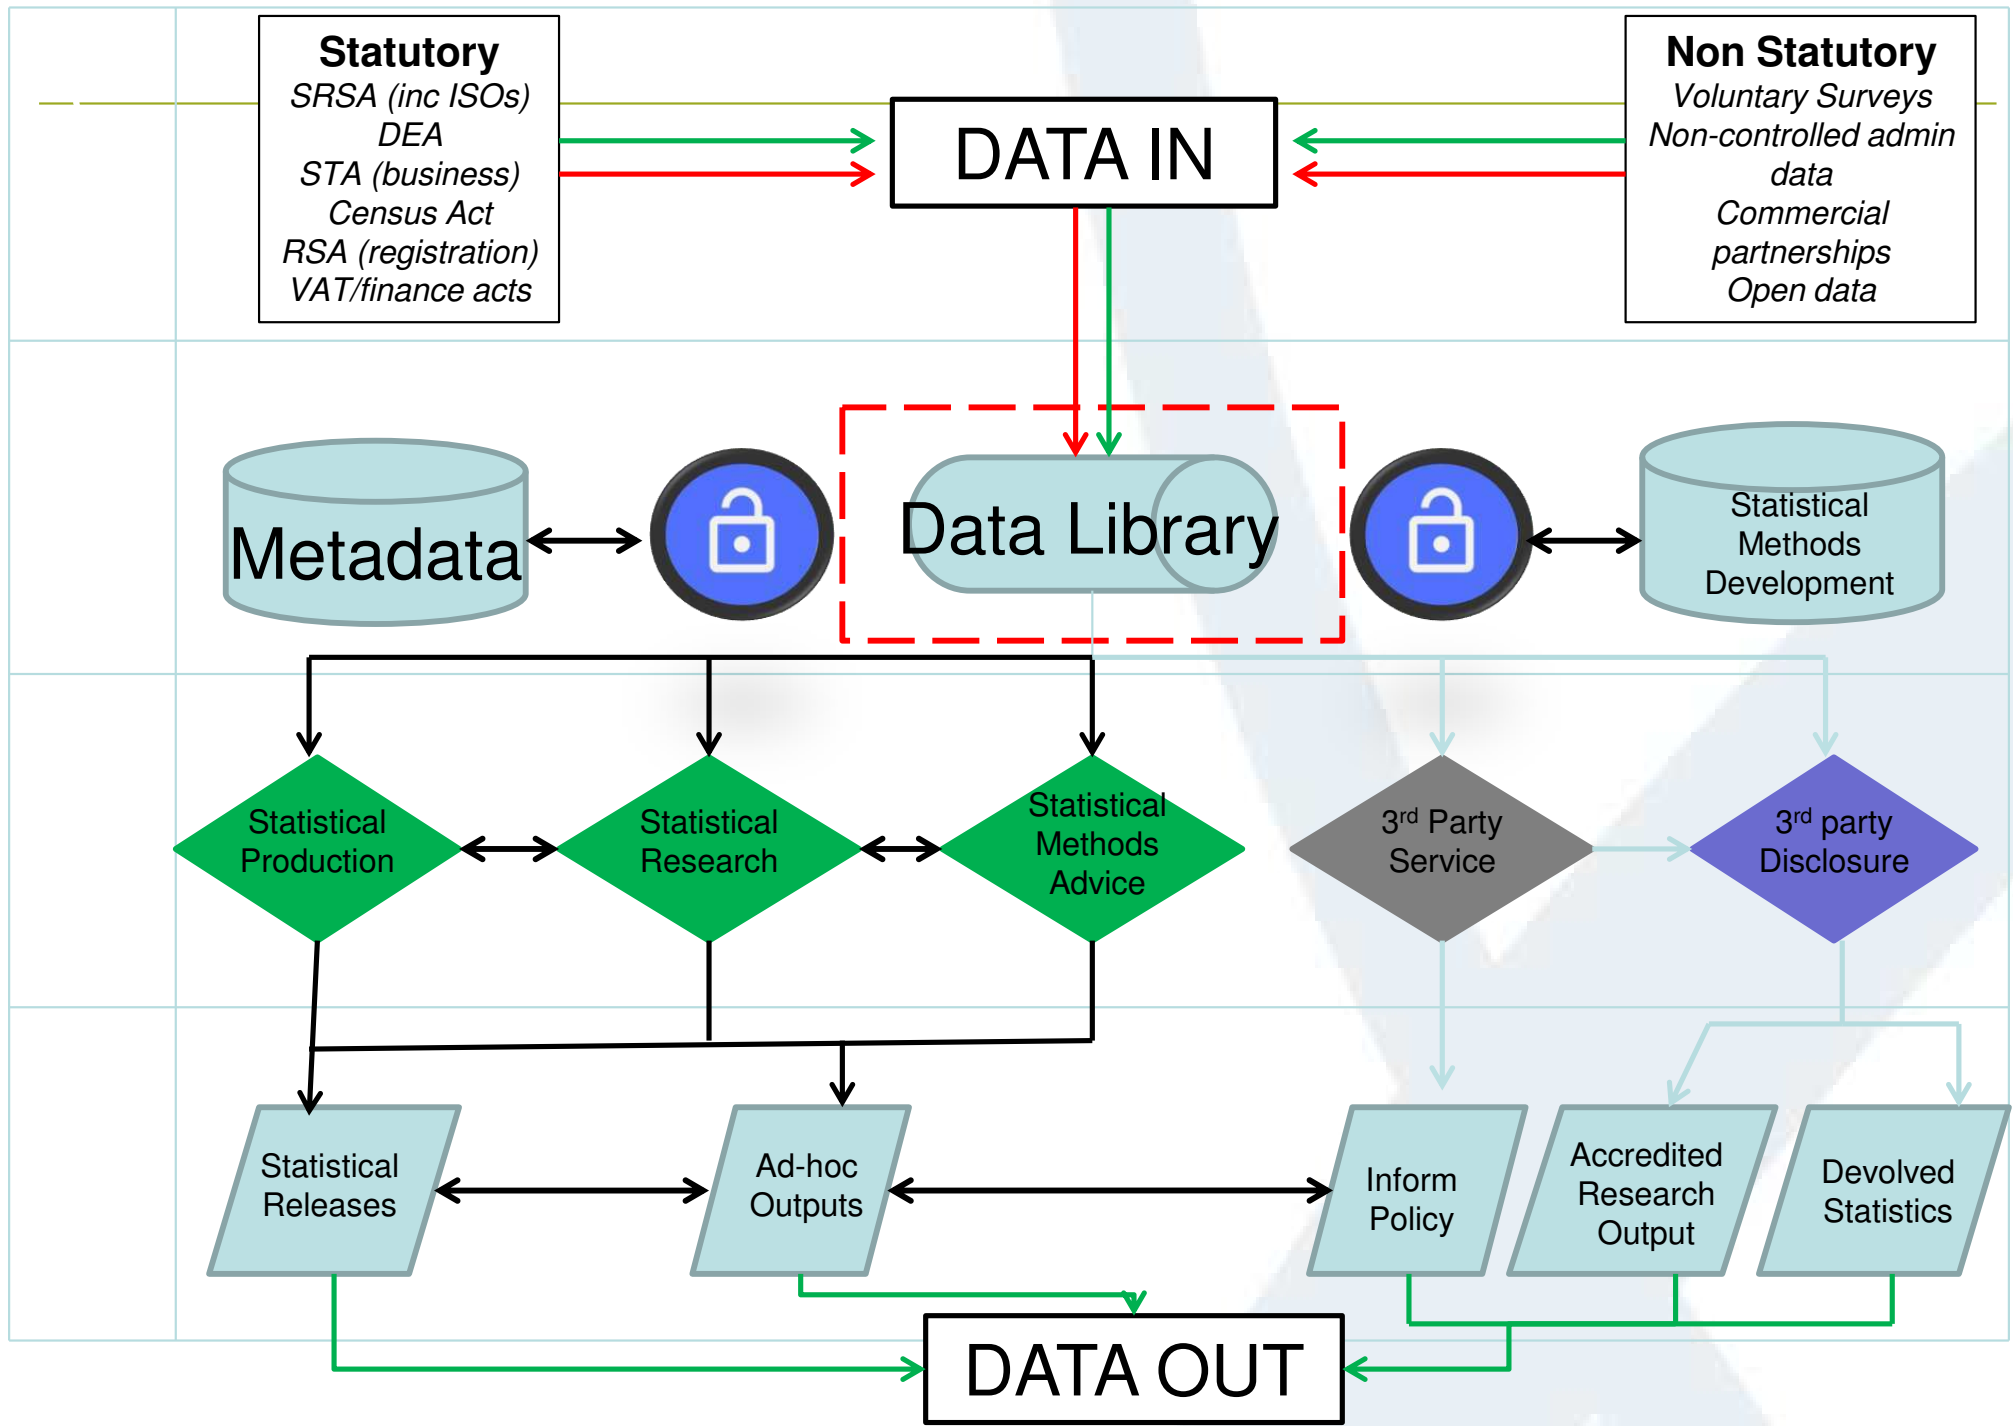 Statutory
SRSA (inc ISOs)
DEA
STA (business)
Census Act
RSA (registration)
VAT/finance acts
DATA IN
Non Statutory
Voluntary Surveys
Non-controlled admin
data
Commercial
partnerships
Open data
Metadata
Data Library
Statistical
Methods
Development
Statistical
Production
Statistical
Research
Statistical
Methods
Advice
3rd Party
Service
3rd party
Disclosure
Statistical
Releases
Ad-hoc
Outputs
Inform
Policy
Accredited
Research
Output
Devolved
Statistics
DATA OUT